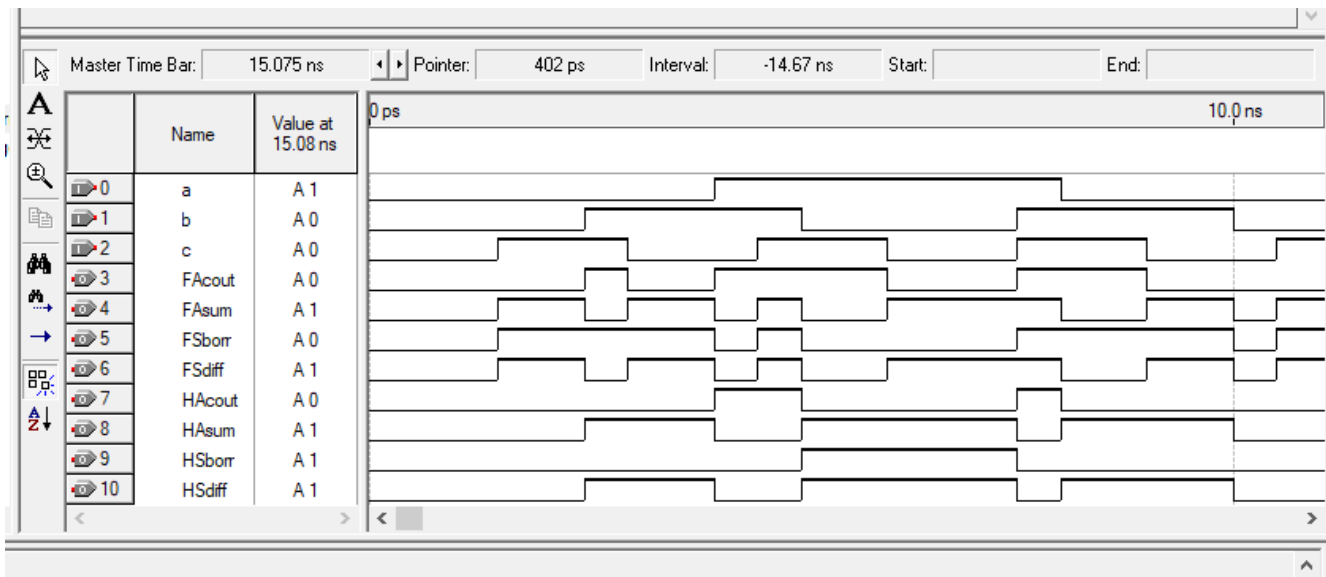 Master Time Bar: 15.075 ns Pointer: 402 ps Interval: -14.67 ns Start: End:
Name Value at 15.08 ns 0 ps 10.0 ns
0 a A 1
1 b A 0
2 c A 0
3 FAcout A 0
4 FAsum A 1
5 FSborr A 0
6 FSdiff A 1
7 HAcout A 0
8 HAsum A 1
9 HSborr A 1
10 HSdiff A 1